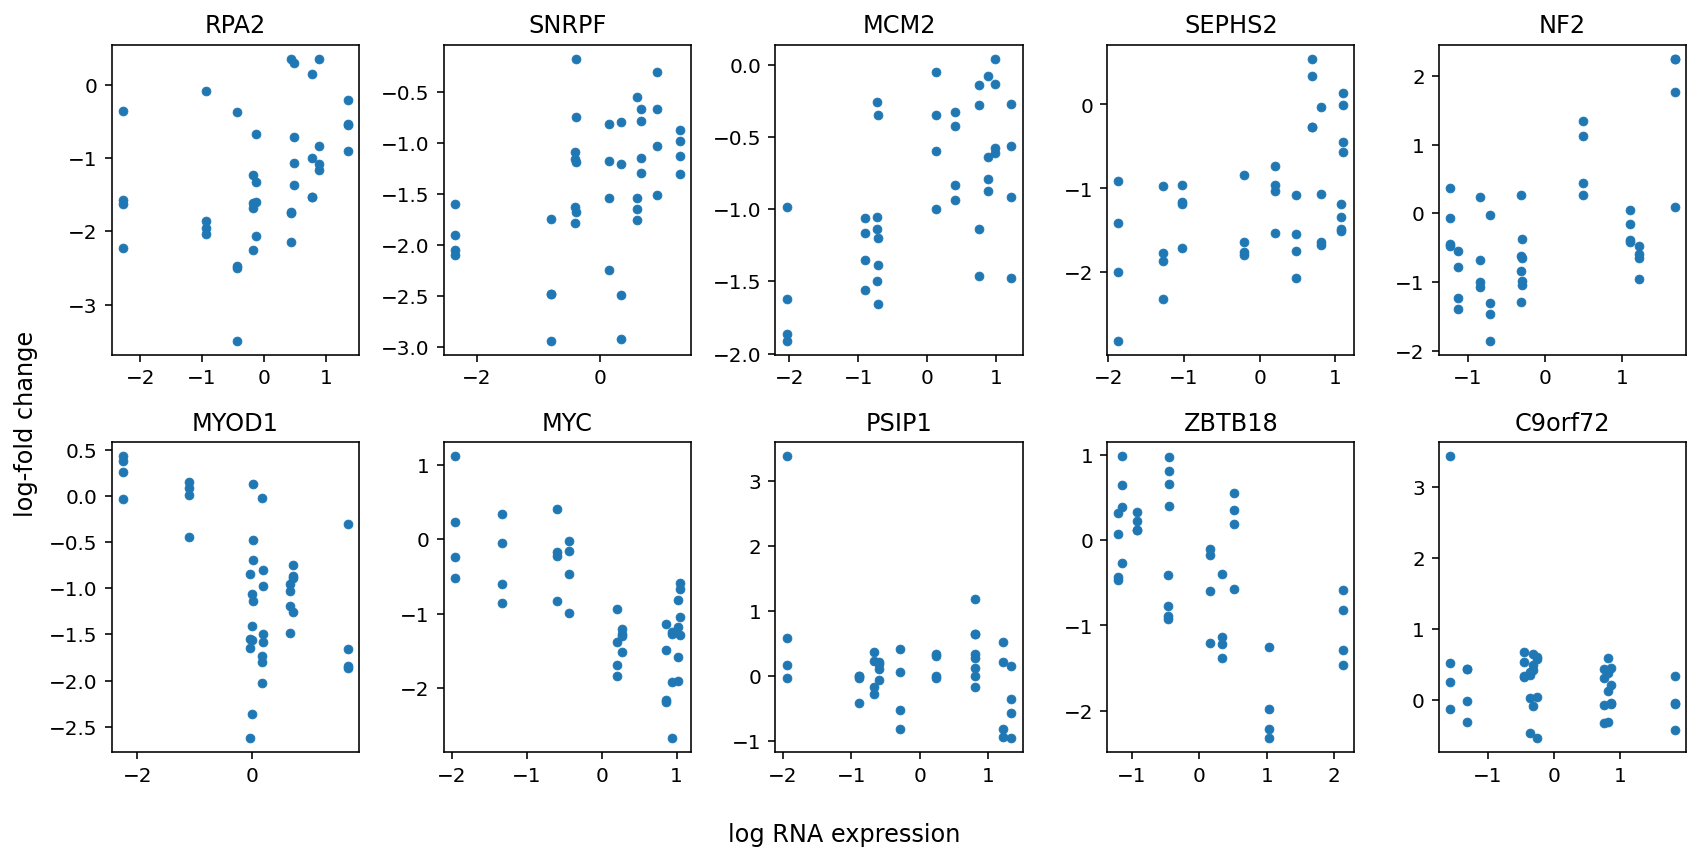 RPA2 SNRPF MCM2 SEPHS2 NF2
0 −0.5 0.0 0 2
−1 −1.0 −0.5 −1 1
−2 −1.5 −1.0 −2 0
−3 −2.0 −1.5 −1
−2.5 −2.0 −2
−3.0
−2 −1 0 1 −2 0 −2 −1 0 1 −2 −1 0 1 −1 0 1
log-fold change
MYOD1 MYC PSIP1 ZBTB18 C9orf72
0.5 1 3 1 3
0.0 0 2 0 2
−0.5 −1 1 −1 1
−1.0 −2 0 −2 0
−1.5 −1
−2.0
−2.5
−2 0 −2 −1 0 1 −2 −1 0 1 −1 0 1 2 −1 0 1
log RNA expression